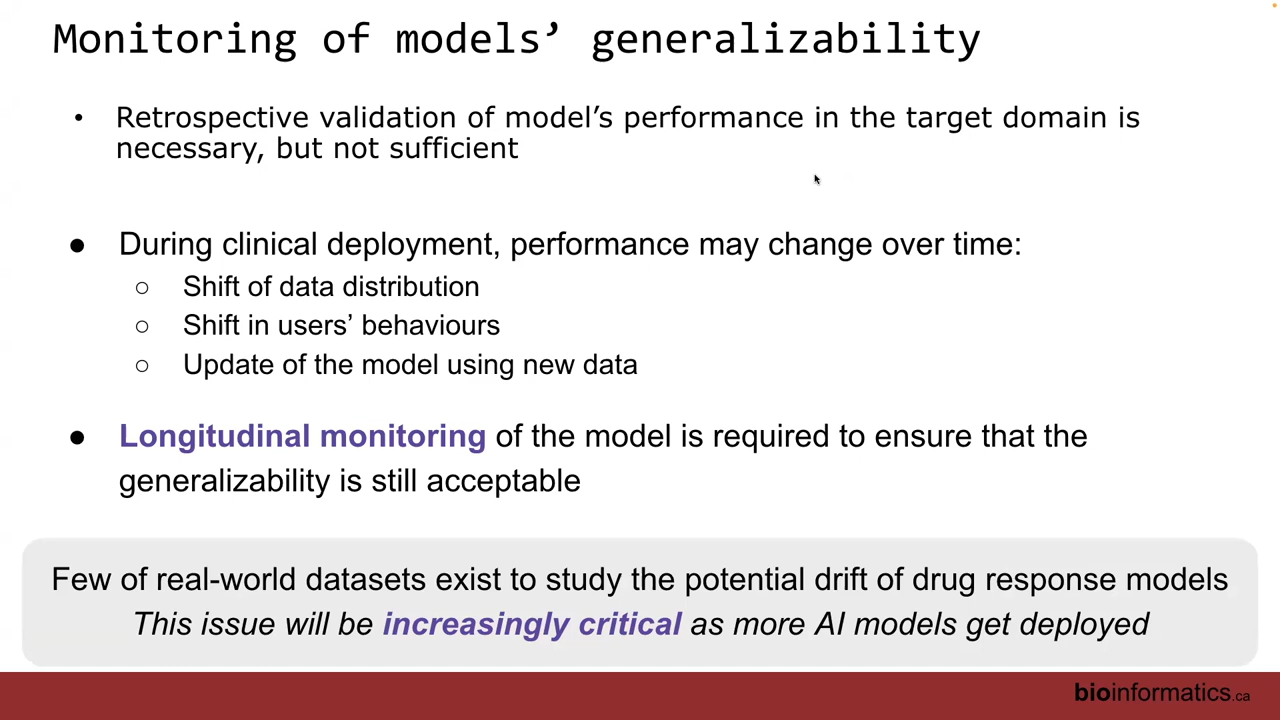 Monitoring of models’ generalizability
• Retrospective validation of model’s performance in the target domain is
necessary, but not sufficient
● During clinical deployment, performance may change over time:
○ Shift of data distribution
○ Shift in users’ behaviours
○ Update of the model using new data
● Longitudinal monitoring of the model is required to ensure that the
generalizability is still acceptable
Few of real-world datasets exist to study the potential drift of drug response models
This issue will be increasingly critical as more AI models get deployed
bioinformatics.ca